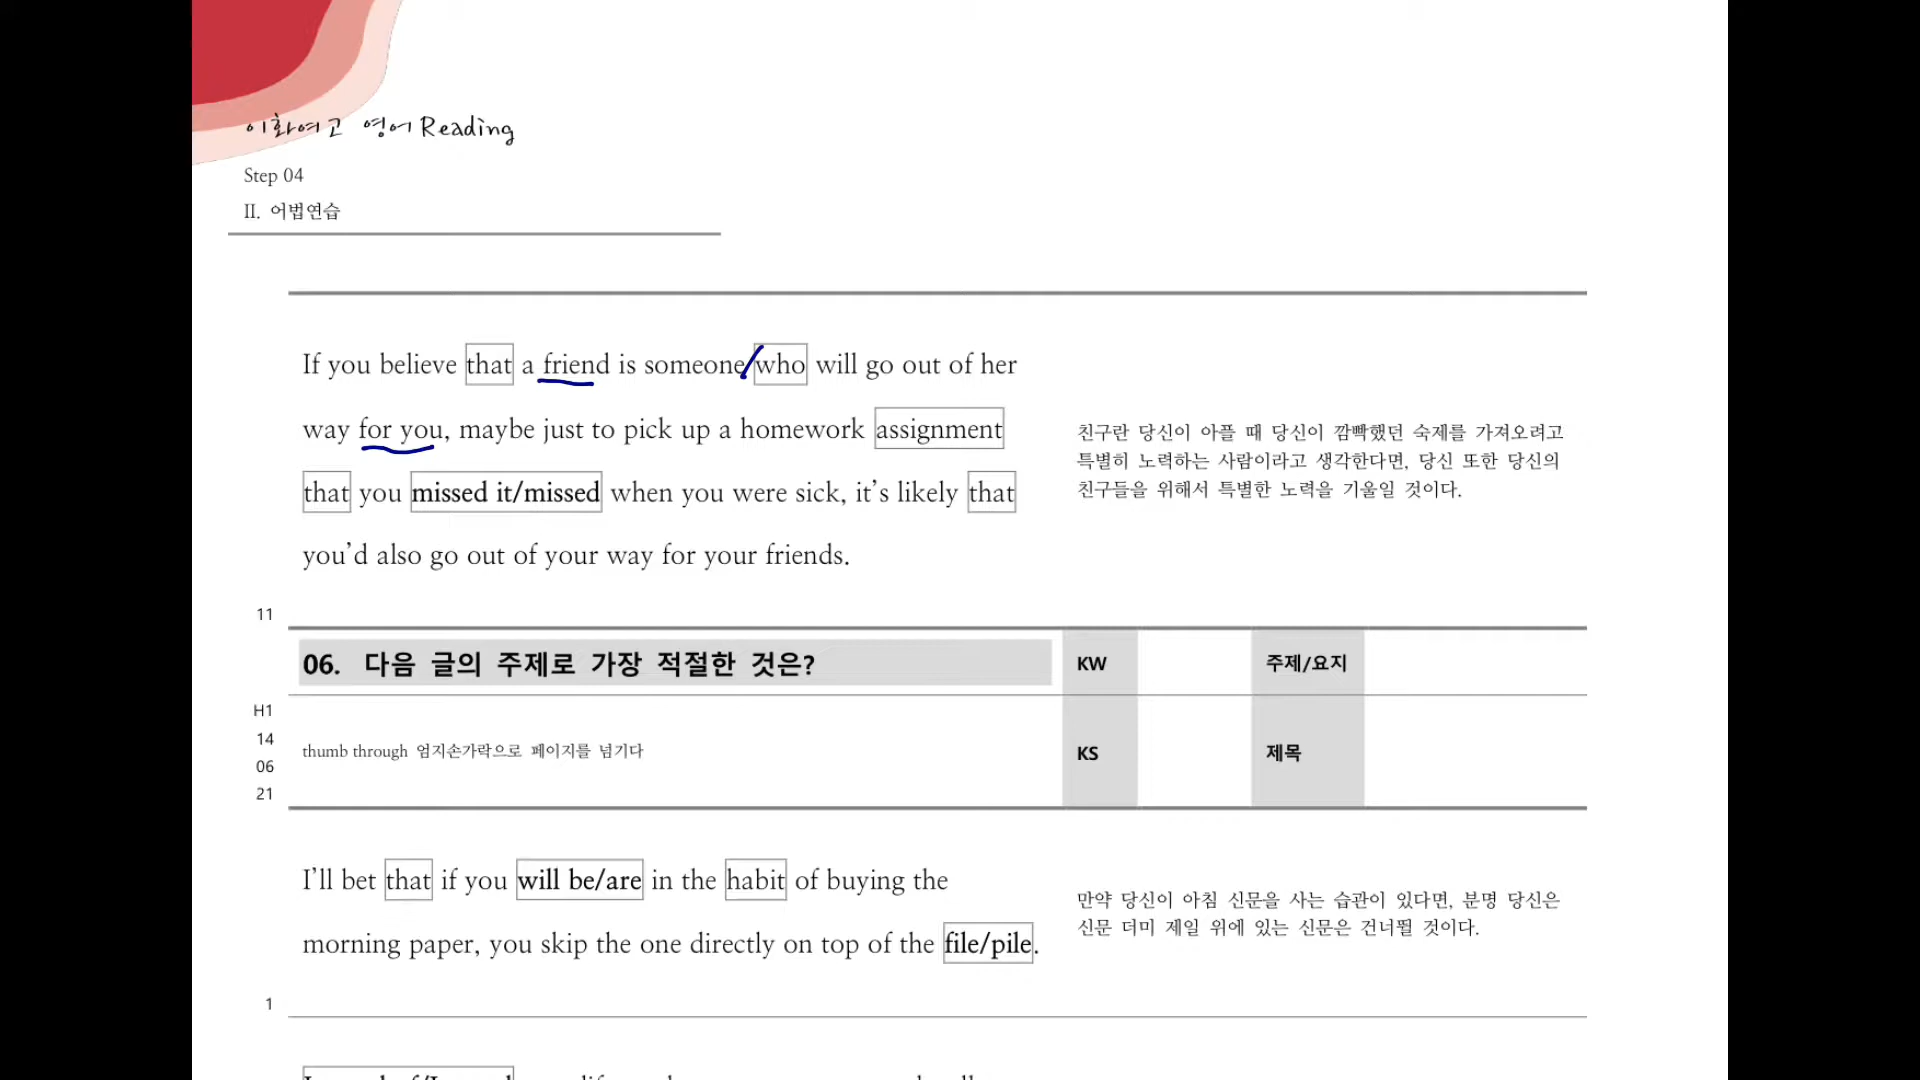 이화여고 영어 Reading
Step 04
II. 어법연습
If you believe that a friend is someone who will go out of her
way for you, maybe just to pick up a homework assignment
that you missed it/missed when you were sick, it's likely that
you'd also go out of your way for your friends.
친구란 당신이 아플 때 당신이 깜빡했던 숙제를 가져오려고
특별히 노력하는 사람이라고 생각한다면, 당신 또한 당신의
친구들을 위해서 특별한 노력을 기울일 것이다.
11
06. 다음 글의 주제로 가장 적절한 것은?
KW
주제/요지
H1
14
06
21
thumb through 엄지손가락으로 페이지를 넘기다
KS
제목
I'll bet that if you will be/are in the habit of buying the
morning paper, you skip the one directly on top of the file/pile.
만약 당신이 아침 신문을 사는 습관이 있다면, 분명 당신은
신문 더미 제일 위에 있는 신문은 건너뛸 것이다.
1